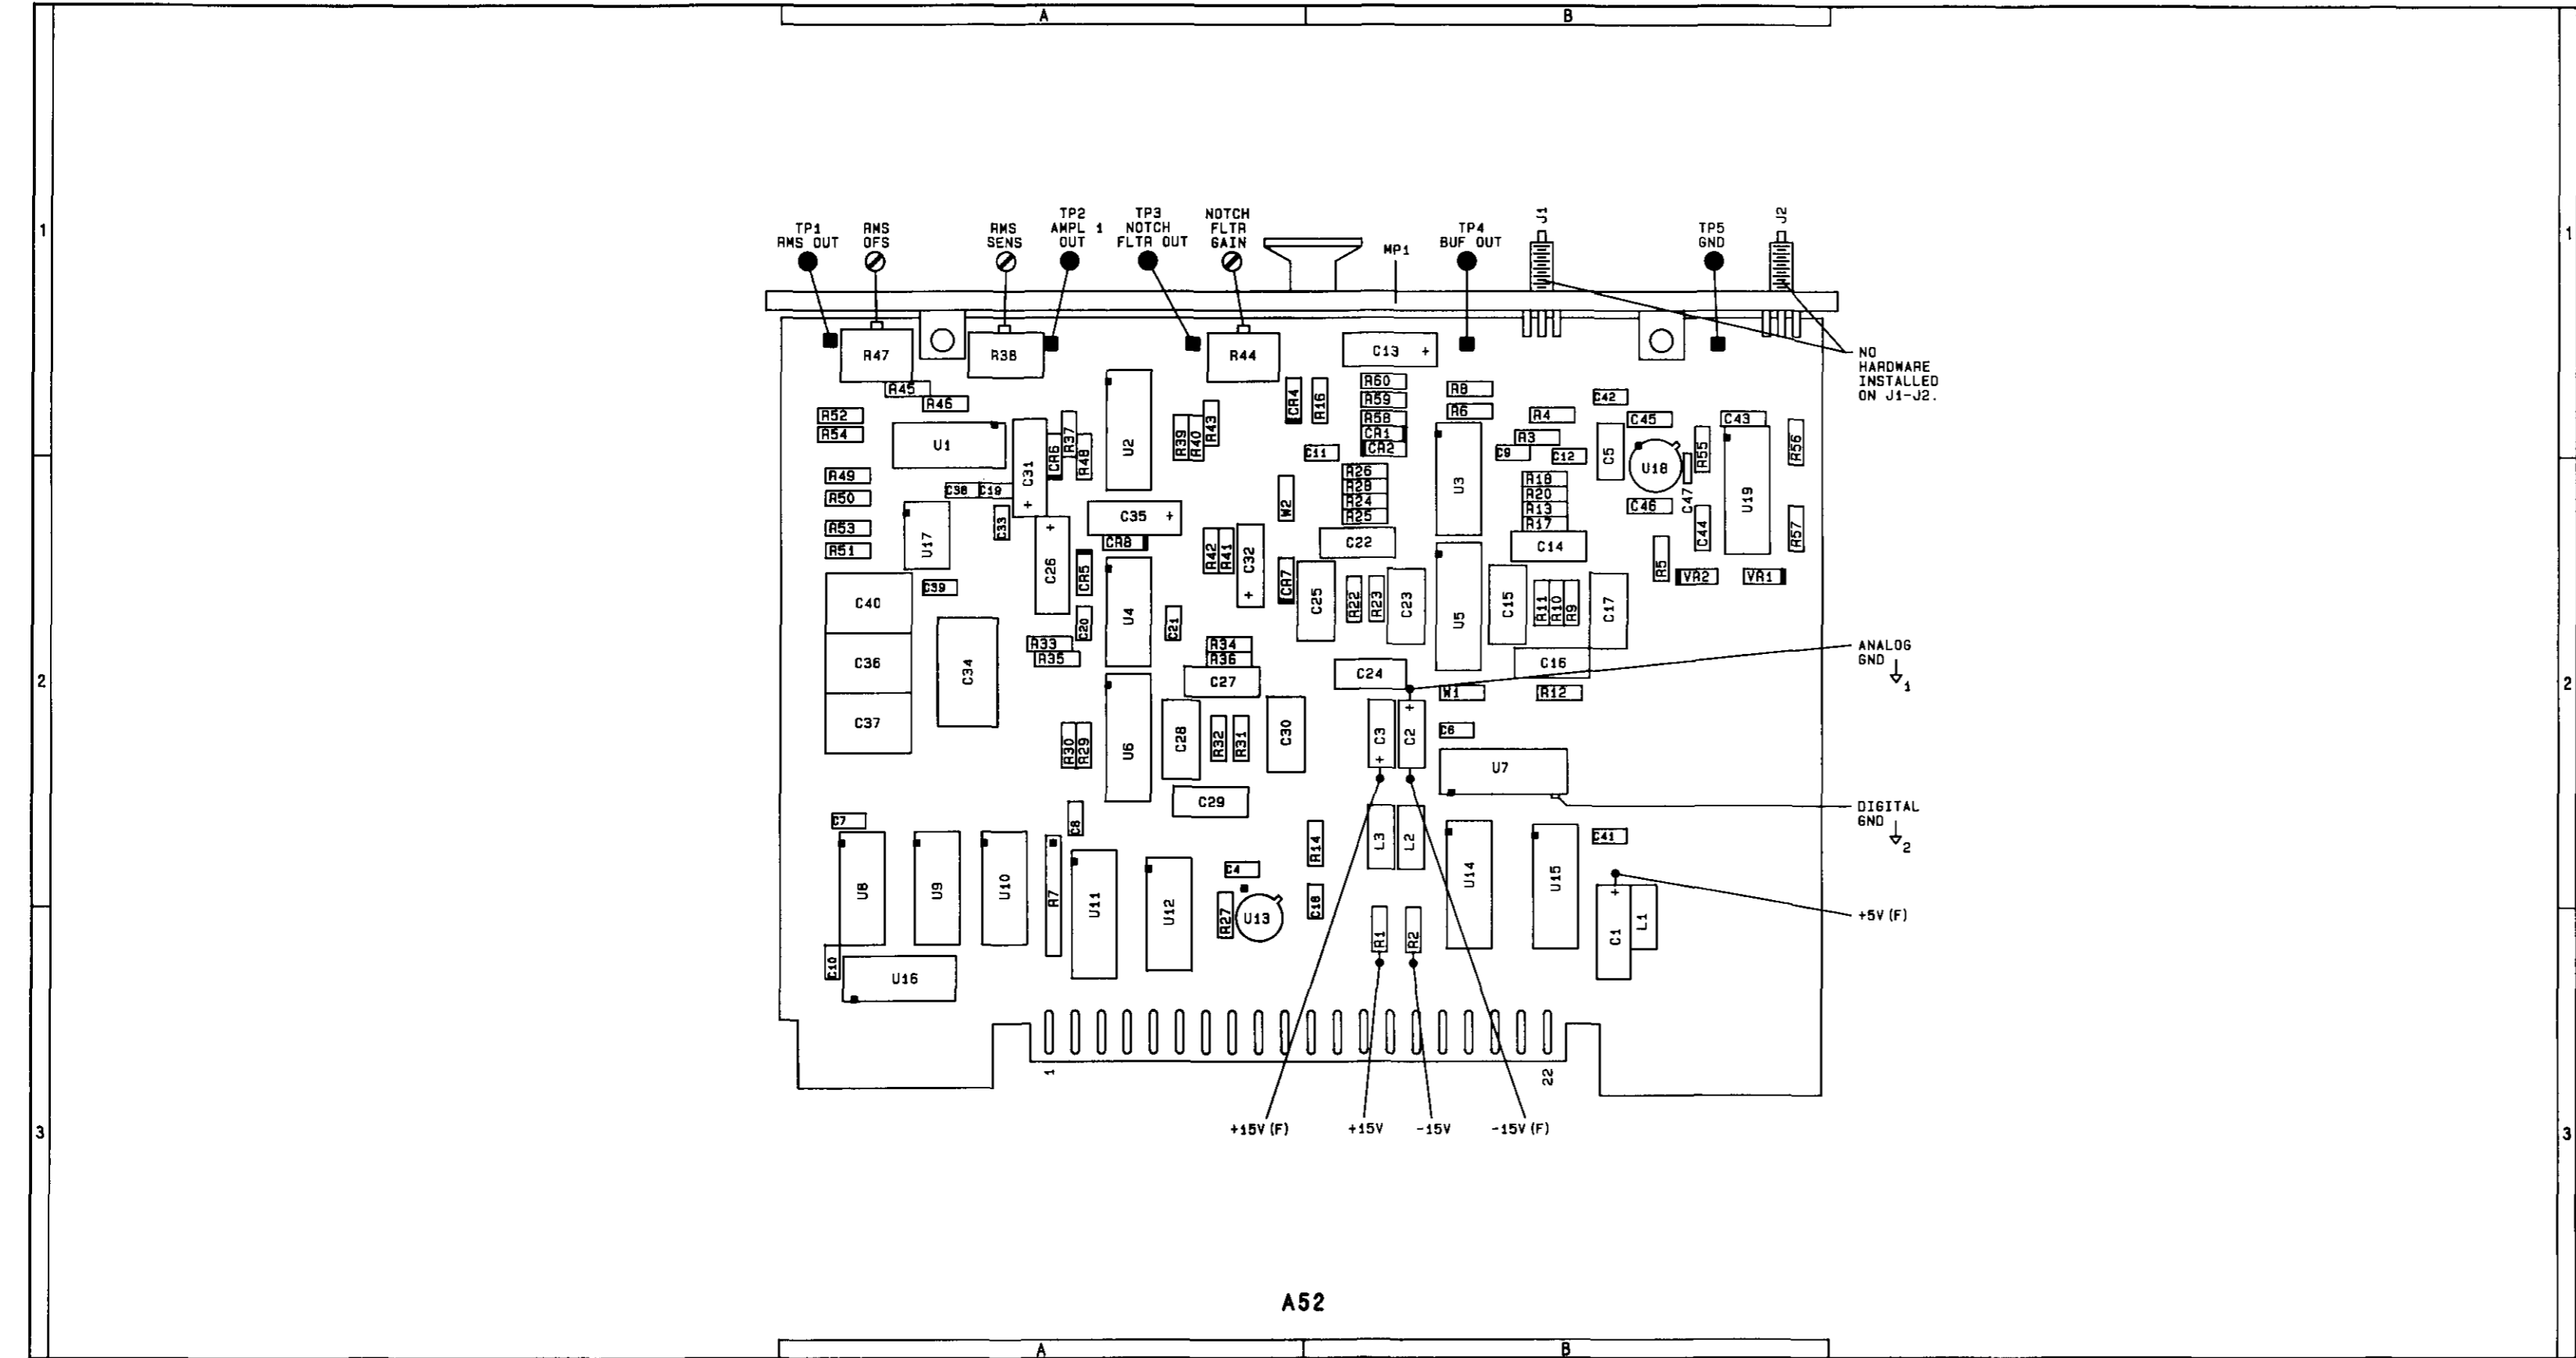 A
B
1
1
2
2
3
3
TP1
RMS OUT
RMS
OFS
RMS
SENS
TP2
AMPL 1
OUT
TP3
NOTCH
FLTR OUT
NOTCH
FLTR
GAIN
MP1
TP4
BUF OUT
J1
TP5
GND
J2
NO
HARDWARE
INSTALLED
ON J1-J2.
R47
R38
R44
C13 +
R45
R46
R52
R54
U1
C31 +
CR6
R37
R48
U2
R39
R40
R43
CR4
R16
R60
R59
R58
CR1
CR2
C11
R8
R6
R4
R3
C9
C12
C42
C45
C5
U18
C47
C46
R55
C43
U19
R56
R49
R50
R53
R51
C38
C19
C33
U17
C26 +
C35 +
CR8
CR5
W2
R26
R28
R24
R25
C22
U3
R18
R20
R13
R17
C14
C44
R57
R5
VR2
VR1
C39
C40
C36
C37
C34
C20
R33
R35
U4
C21
R42
R41
C32 +
CR7
C25
R22
R23
C23
U5
C15
R11
R10
R9
C17
R34
R36
C27
C24
C16
W1
R12
ANALOG
GND
1
R30
R29
U6
C28
R32
R31
C30
C3 +
C2 +
C6
U7
C29
DIGITAL
GND
2
C7
C8
U8
U9
U10
R7
U11
U12
C4
R27
U13
R14
C18
L3
L2
U14
U15
C41
C1 +
L1
+5V(F)
R1
R2
C10
U16
1
22
+15V(F)
+15V
-15V
-15V(F)
A52
A
B